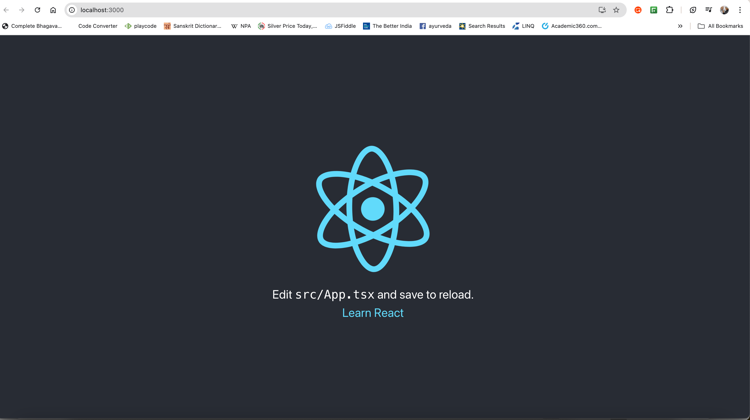 localhost:3000
Complete Bhagava... Code Converter playcode Sanskrit Dictionar... NPA Silver Price Today,... JSFiddle The Better India ayurveda Search Results LINQ Academic360.com... » All Bookmarks
Edit src/App.tsx and save to reload.
Learn React